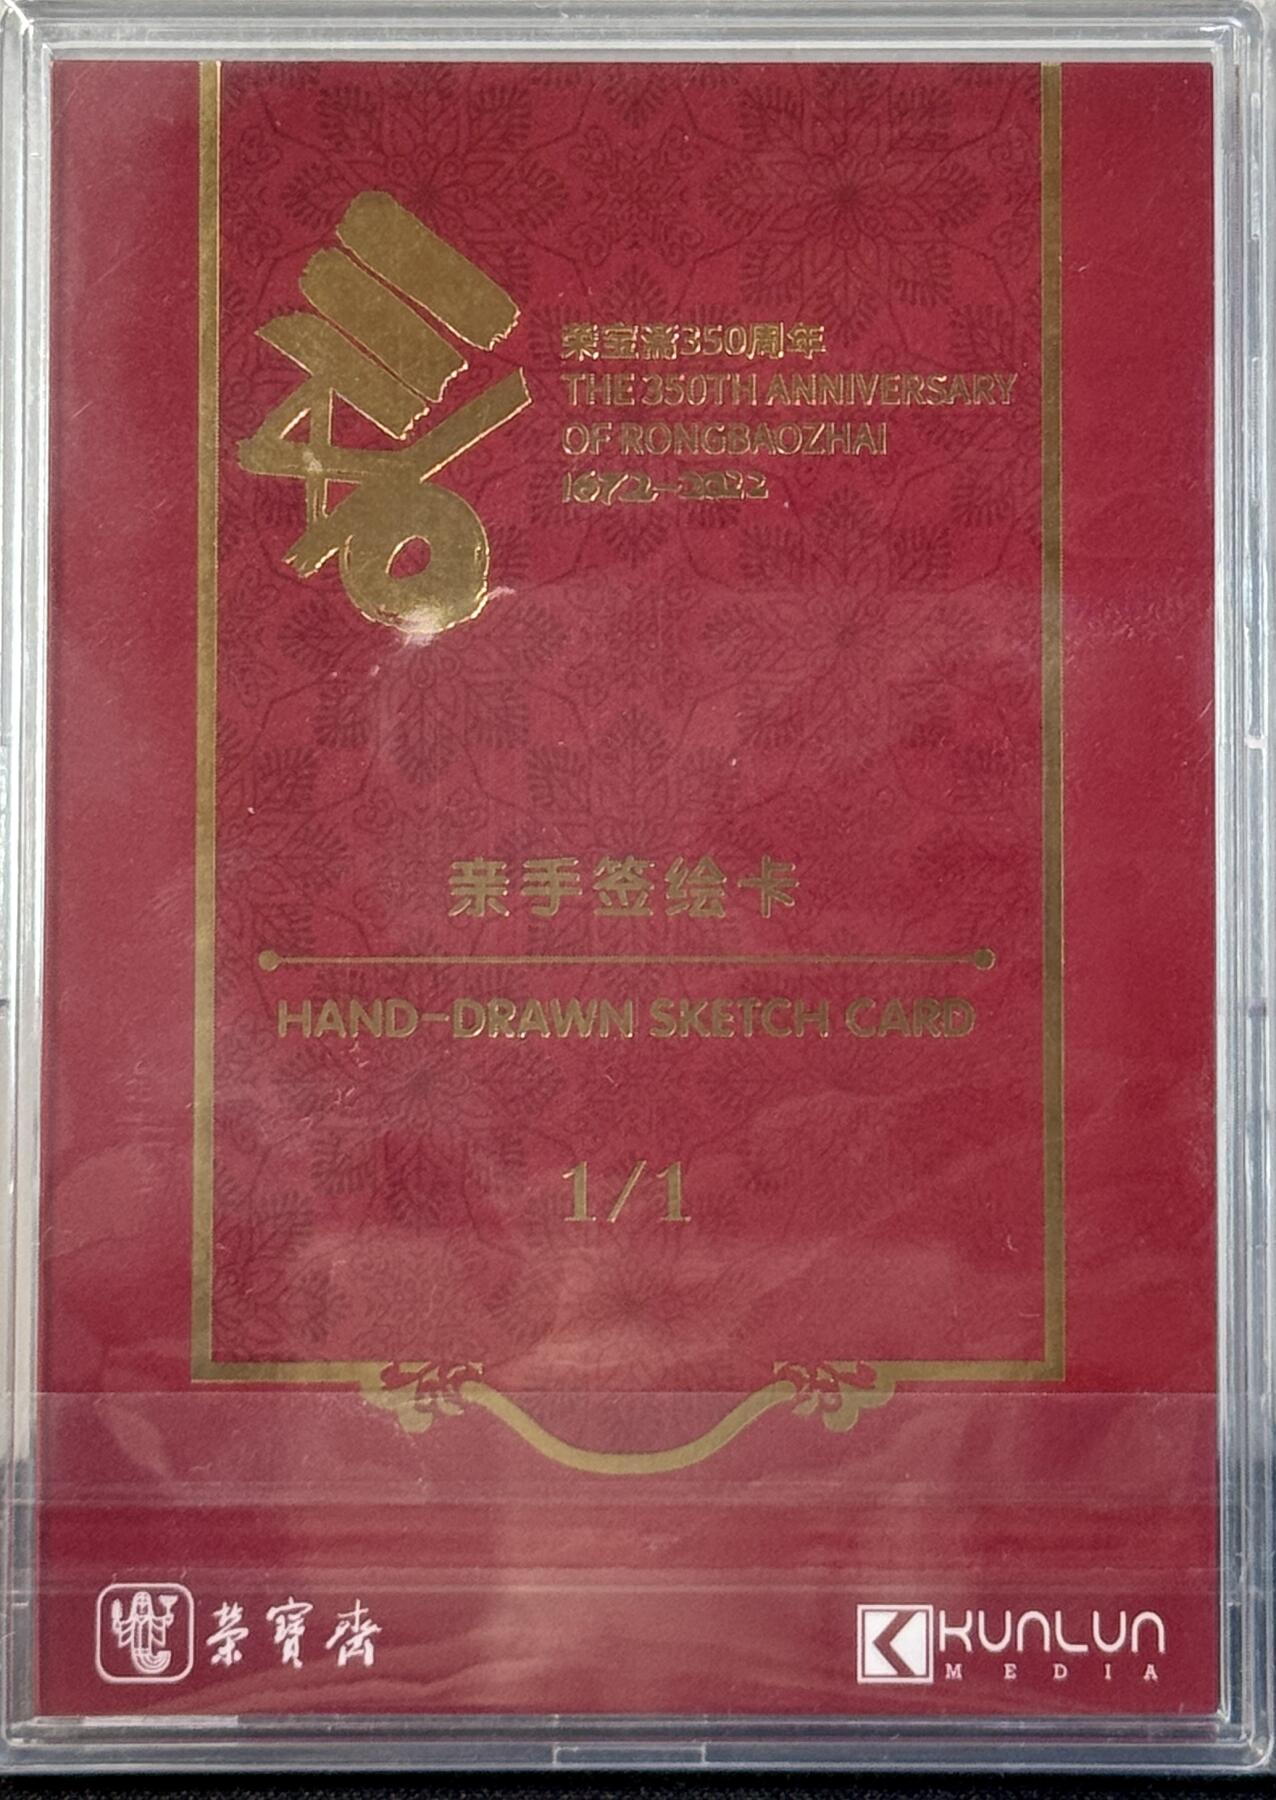 荣宝斋350周年
THE 350TH ANNIVERSARY
OF RONGBAOZHAI
1672-2022
亲手签绘卡
HAND-DRAWN SKETCH CARD
1/1
榮寶齋
KUNLUN
MEDIA